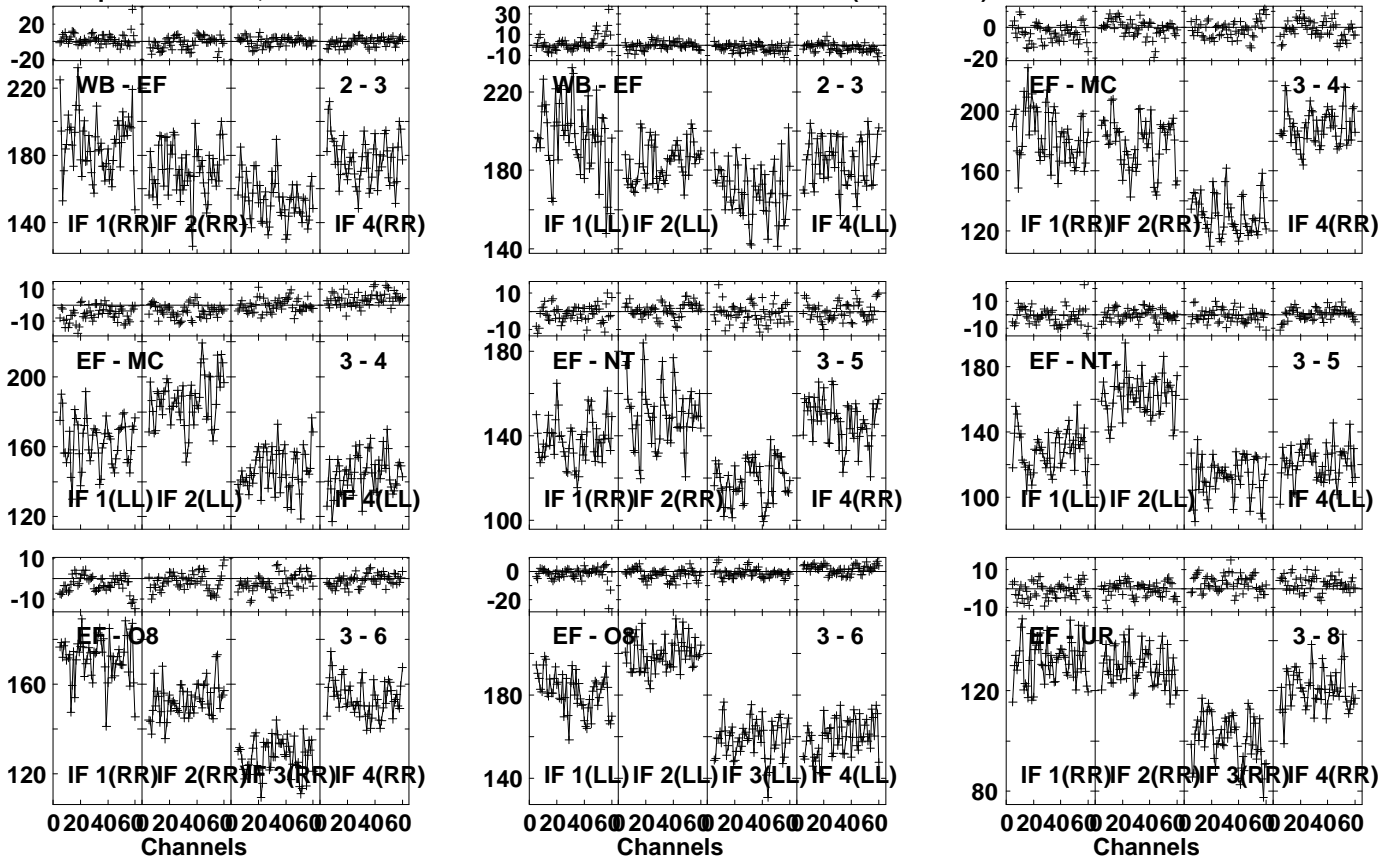 20
0
-20
WB - EF
2 - 3
220
180
140
IF 1(RR) IF 2(RR) IF 4(RR)
30
10
-10
WB - EF
2 - 3
220
180
140
IF 1(LL) IF 2(LL) IF 4(LL)
0
-20
EF - MC
3 - 4
200
160
120
IF 1(RR) IF 2(RR) IF 4(RR)
10
-10
EF - MC
3 - 4
200
160
120
IF 1(LL) IF 2(LL) IF 4(LL)
10
-10
EF - NT
3 - 5
180
140
100
IF 1(RR) IF 2(RR) IF 4(RR)
10
-10
EF - NT
3 - 5
180
140
100
IF 1(LL) IF 2(LL) IF 4(LL)
10
-10
EF - O8
3 - 6
160
120
IF 1(RR) IF 2(RR) IF 3(RR) IF 4(RR)
0 20 40 60 0 20 40 60 0 20 40 60 0 20 40 60
Channels
0
-20
EF - O8
3 - 6
180
140
IF 1(LL) IF 2(LL) IF 3(LL) IF 4(LL)
0 20 40 60 0 20 40 60 0 20 40 60 0 20 40 60
Channels
10
-10
EF - UR
3 - 8
120
80
IF 1(RR) IF 2(RR) IF 3(RR) IF 4(RR)
0 20 40 60 0 20 40 60 0 20 40 60 0 20 40 60
Channels